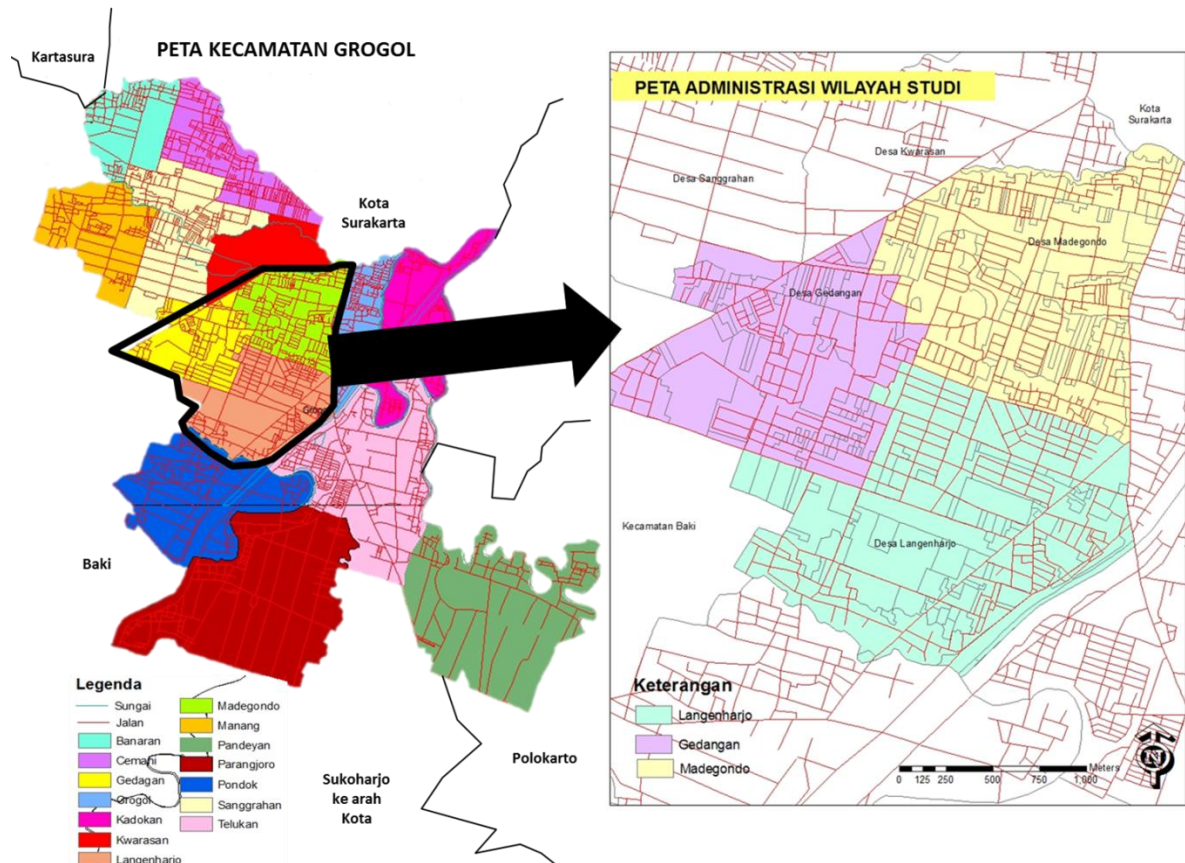 PETA KECAMATAN GROGOL
Kartasura
Kota
Surakarta
Grogol
Baki
Polokarto
Sukoharjo
ke arah
Kota
Legenda
Sungai
Jalan
Banaran
Cemani
Gedagan
Grogol
Kadokan
Kwarasan
Langenharjo
Madegondo
Manang
Pandeyan
Parangjoro
Pondok
Sanggrahan
Telukan
PETA ADMINISTRASI WILAYAH STUDI
Kota
Surakarta
Desa Kwarasan
Desa Sanggrahan
Desa Madegondo
Desa Gedangan
Kecamatan Baki
Desa Langenharjo
Keterangan
Langenharjo
Gedangan
Madegondo
Meters
0 125 250 500 750 1.000
N